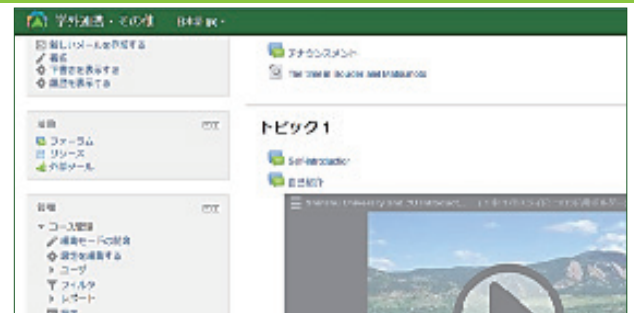 学外連携・その他 日本語
新しいメールを作成する
署名
下書きを表示する
履歴を表示する
活動
フォーラム
リソース
外部メール
管理
コース管理
編集モードの開始
設定を編集する
ユーザ
フィルタ
レポート
アナウンスメント
トピック 1
Self-introduction
自己紹介